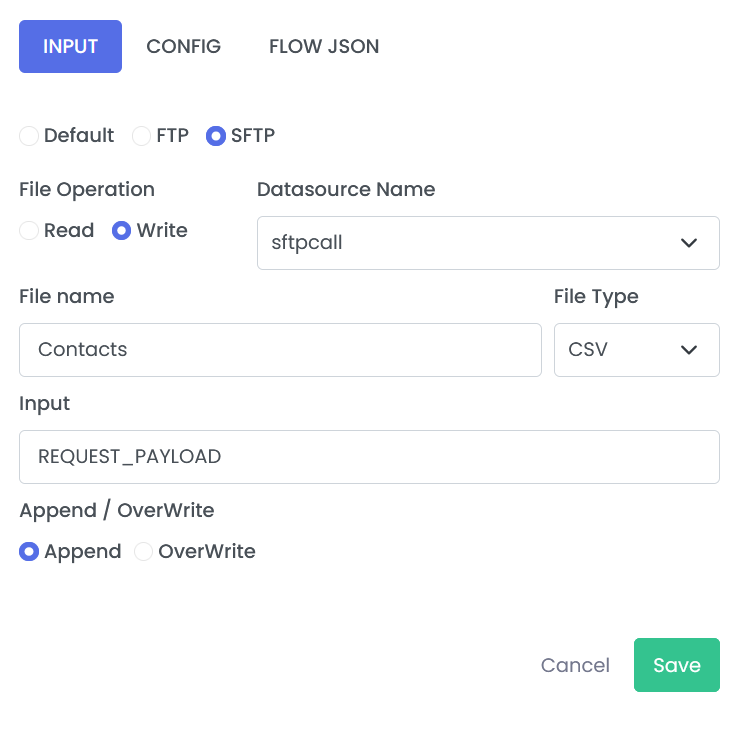 INPUT CONFIG FLOW JSON
Default FTP SFTP
File Operation Datasource Name
Read Write
sftpcall
File name File Type
Contacts CSV
Input
REQUEST_PAYLOAD
Append / OverWrite
Append OverWrite
Cancel Save